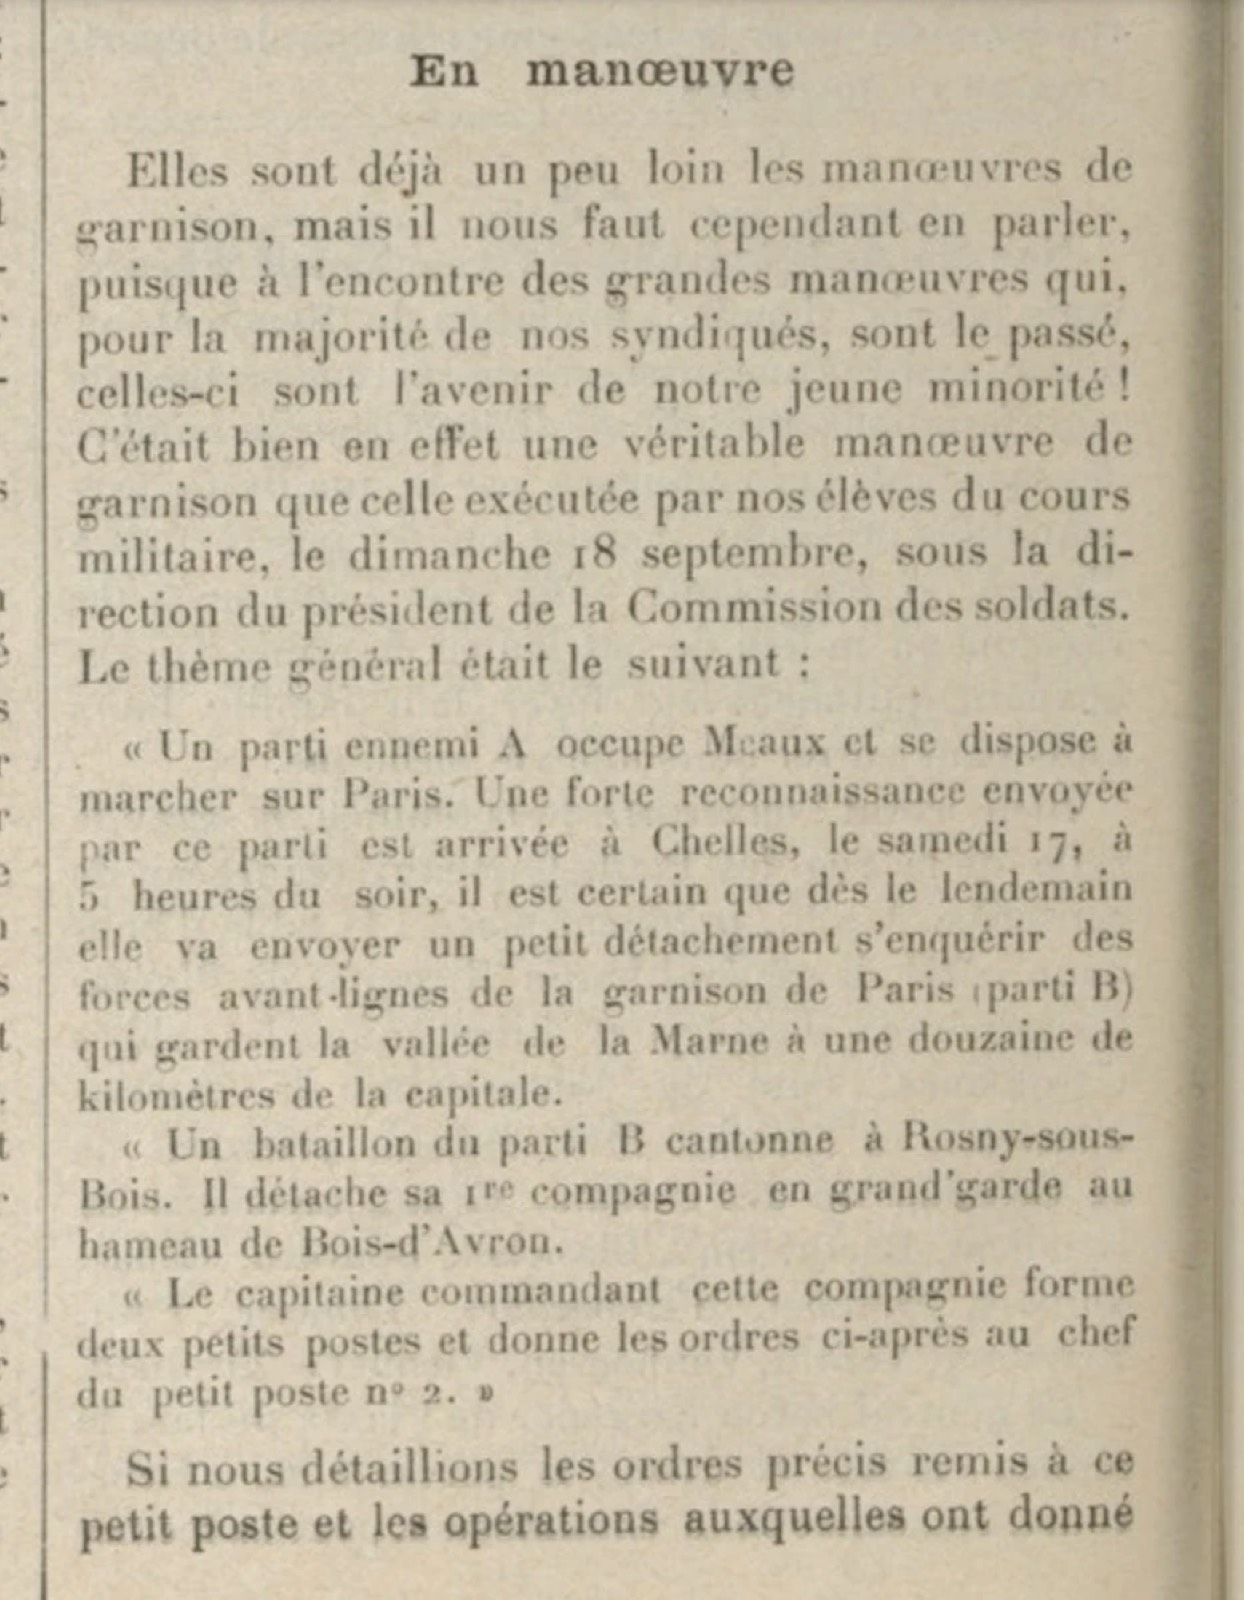 En manœuvre
Elles sont déjà un peu loin les manœuvres de
garnison, mais il nous faut cependant en parler,
puisque à l'encontre des grandes manœuvres qui,
pour la majorité de nos syndiqués, sont le passé,
celles-ci sont l'avenir de notre jeune minorité !
C'était bien en effet une véritable manœuvre de
garnison que celle exécutée par nos élèves du cours
militaire, le dimanche 18 septembre, sous la di-
rection du président de la Commission des soldats.
Le thème général était le suivant :
« Un parti ennemi A occupe Meaux et se dispose à
marcher sur Paris. Une forte reconnaissance envoyée
par ce parti est arrivée à Chelles, le samedi 17, à
5 heures du soir, il est certain que dès le lendemain
elle va envoyer un petit détachement s'enquérir des
forces avant-lignes de la garnison de Paris (parti B)
qui gardent la vallée de la Marne à une douzaine de
kilomètres de la capitale.
« Un bataillon du parti B cantonne à Rosny-sous-
Bois. Il détache sa 1re compagnie en grand'garde au
hameau de Bois-d'Avron.
« Le capitaine commandant cette compagnie forme
deux petits postes et donne les ordres ci-après au chef
du petit poste n° 2. »
Si nous détaillions les ordres précis remis à ce
petit poste et les opérations auxquelles ont donné